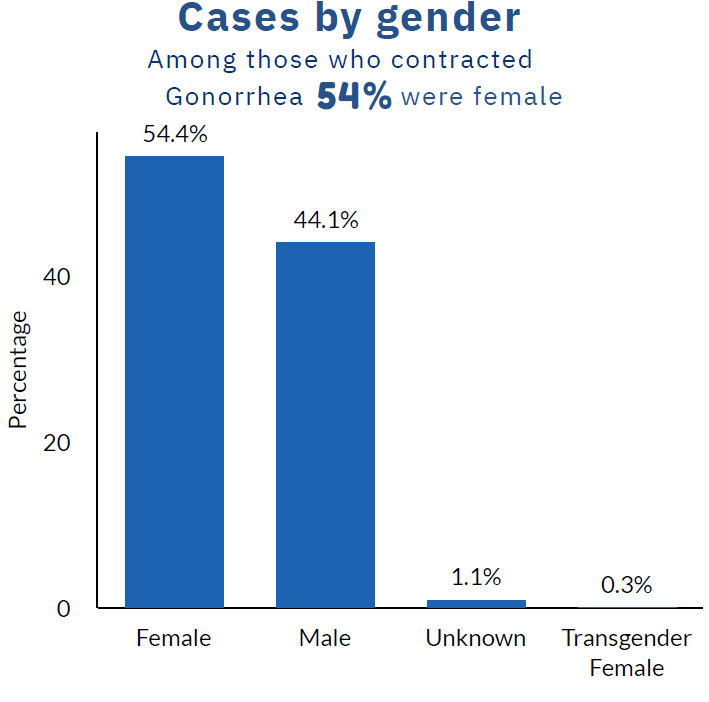 Cases by gender
Among those who contracted
Gonorrhea 54% were female
54.4%
44.1%
40
Percentage
20
1.1%
0.3%
0
Female Male Unknown Transgender
Female